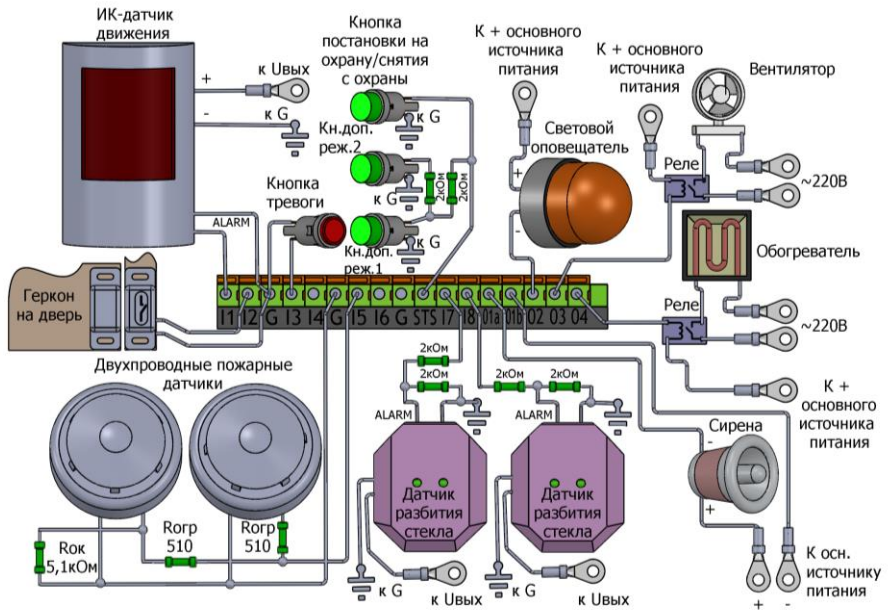 ИК-датчик
движения
+
к Uвых
-
к G
ALARM
Кнопка
постановки на
охрану/снятия
с охраны
к G
Кн.доп.
реж.2
к G
2кОм
2кОм
Кнопка
тревоги
Кн.доп.
реж.1
к G
К + основного
источника
питания
Световой
оповещатель
+
-
К + основного
источника
питания
Вентилятор
Реле
~220В
Обогреватель
Реле
~220В
К +
основного
источника
питания
Геркон
на дверь
I1 I2 G I3 I4 G I5 I6 G STS I7 I8 01a 01b 02 03 04
Двухпроводные пожарные
датчики
Rок
5,1кОм
Rогр
510
Rогр
510
2кОм
2кОм
ALARM
Датчик
разбития
стекла
к G
к Uвых
2кОм
2кОм
ALARM
Датчик
разбития
стекла
к G
к Uвых
Сирена
-
+
К осн.
источнику
питания
+ -